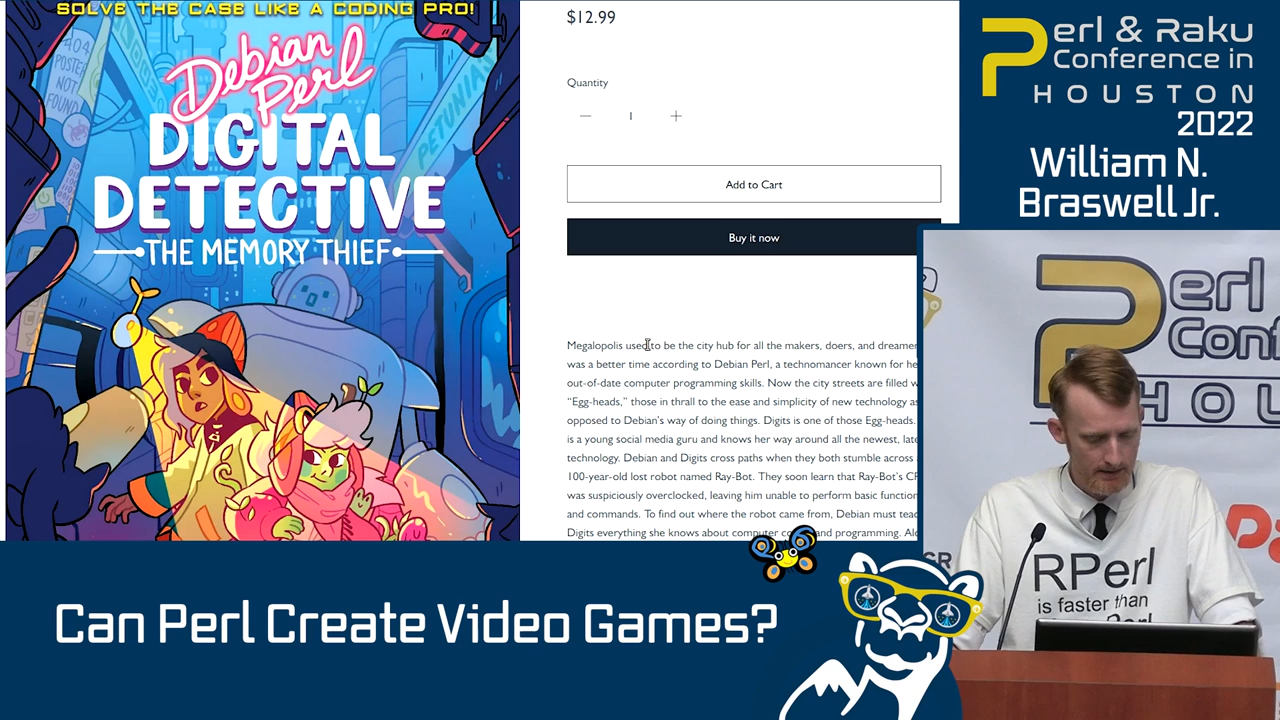 SOLVE THE CASE LIKE A CODING PRO!
404
POSTE
NOT
FOUND
PETUNIA
Debian
Perl
DIGITAL
DETECTIVE
THE MEMORY THIEF
$12.99
Quantity
1
Add to Cart
Buy it now
Megalopolis used to be the city hub for all the makers, doers, and dreamer
was a better time according to Debian Perl, a technomancer known for he
out-of-date computer programming skills. Now the city streets are filled w
“Egg-heads,” those in thrall to the ease and simplicity of new technology as
opposed to Debian’s way of doing things. Digits is one of those Egg-heads.
is a young social media guru and knows her way around all the newest, late
technology. Debian and Digits cross paths when they both stumble across a
100-year-old lost robot named Ray-Bot. They soon learn that Ray-Bot’s CP
was suspiciously overclocked, leaving him unable to perform basic function
and commands. To find out where the robot came from, Debian must teac
Digits everything she knows about computer co and programming. Alo
Perl & Raku
Conference in
HOUSTON
2022
William N.
Braswell Jr.
Perl
Conf
HOU
RPerl
is faster than
Can Perl Create Video Games?